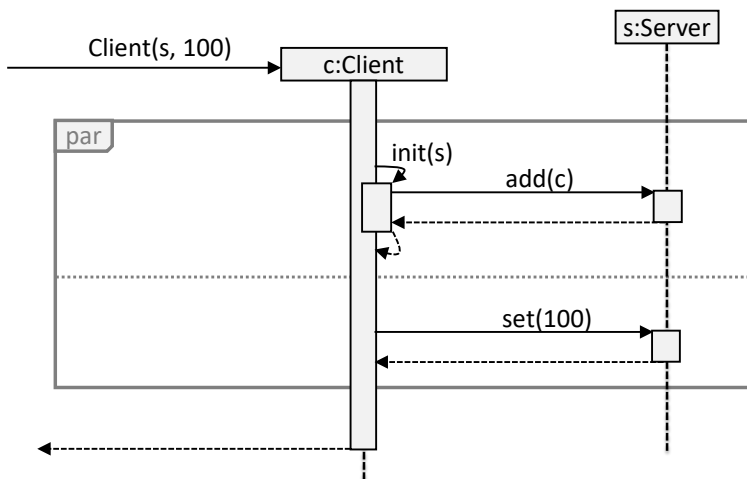 s:Server
Client(s, 100)
c:Client
par
init(s)
add(c)
set(100)